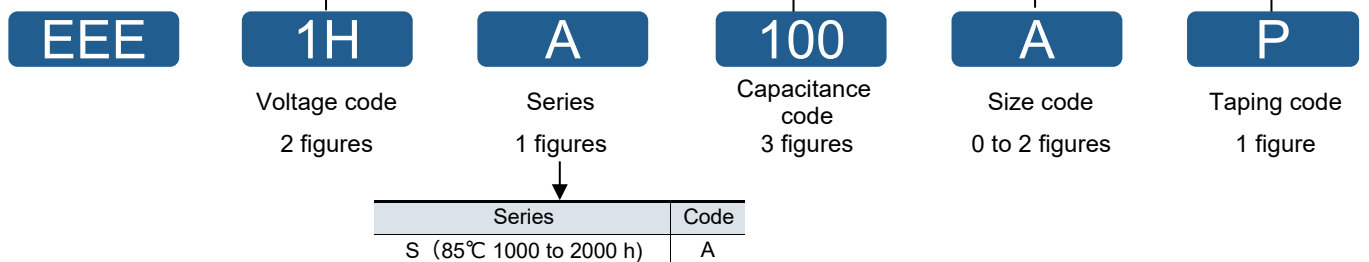 EEE 1H A 100 A P
Voltage code Series Capacitance code Size code Taping code
2 figures 1 figures 3 figures 0 to 2 figures 1 figure
Series Code
S（85℃ 1000 to 2000 h) A